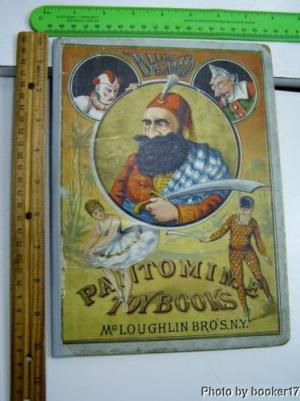 BLUE
BEARD
PANTOMIME
TOY BOOKS
McLOUGHLIN BRO'S. N.Y.
Photo by booker17